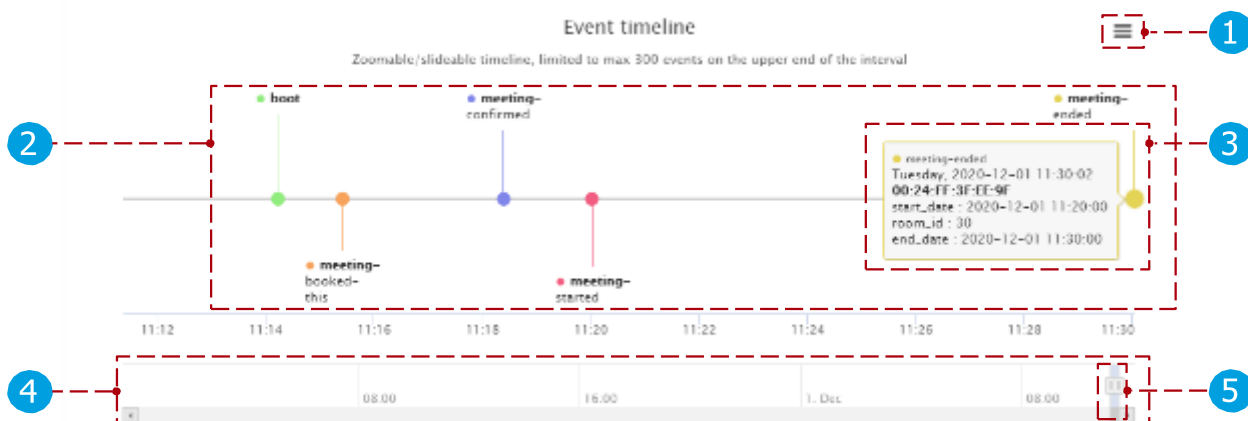 Event timeline
1
Zoomable/slideable timeline, limited to max 300 events on the upper end of the interval
boot
meeting-
confirmed
meeting-
ended
2
3
meeting-ended
Tuesday, 2020-12-01 11:30:02
00-24-FF-3F-EE-9F
start_date : 2020-12-01 11:20:00
room_id : 30
end_date : 2020-12-01 11:30:00
meeting-
booked-
this
meeting-
started
11:12 11:14 11:16 11:18 11:20 11:22 11:24 11:26 11:28 11:30
4
08:00 16:00 1. Dec 08:00
5